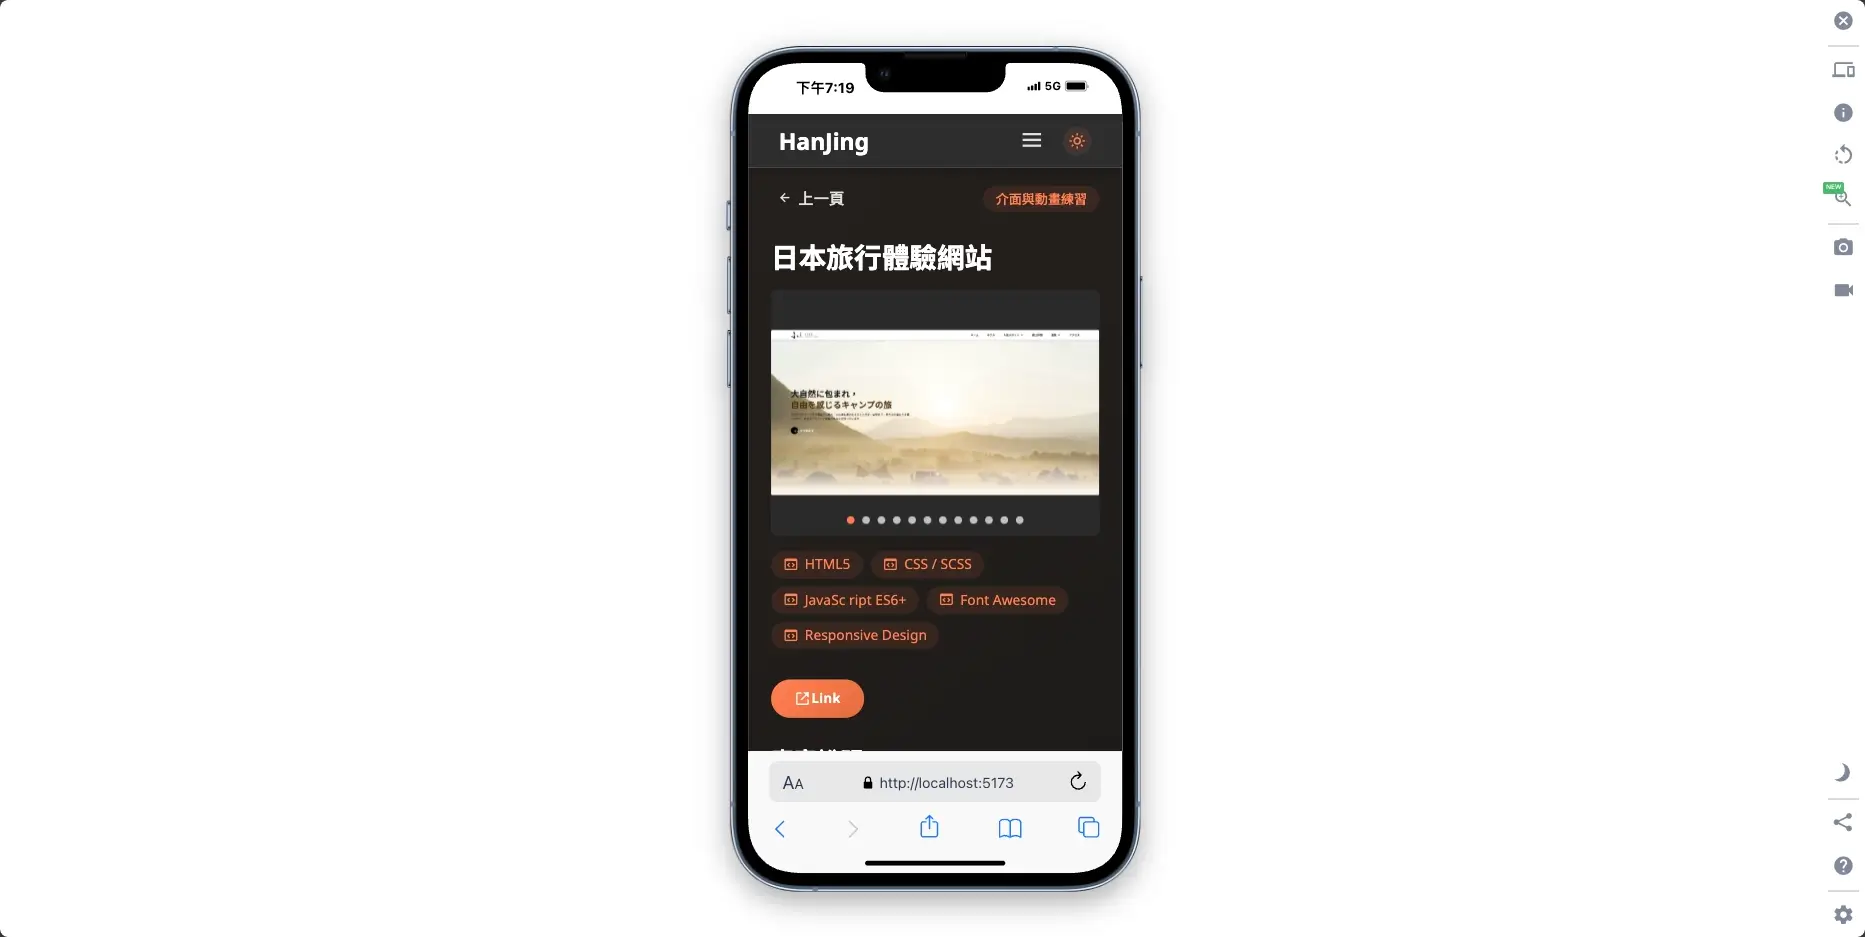 下午7:19
5G
HanJing
上一頁
介面與動畫練習
日本旅行體驗網站
大自然に包まれ，
自由を感じるキャンプの旅
HTML5
CSS / SCSS
JavaSc ript ES6+
Font Awesome
Responsive Design
Link
AA
http://localhost:5173
NEW